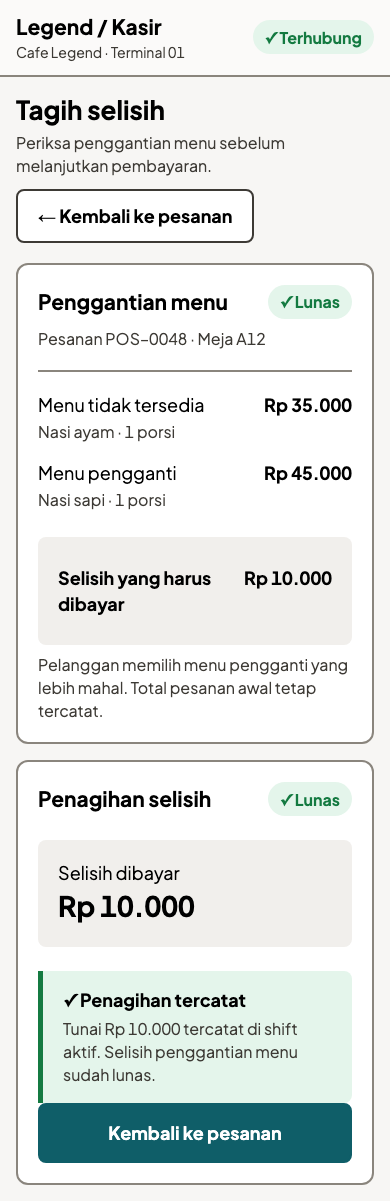 Legend / Kasir
Cafe Legend · Terminal 01
✓Terhubung
Tagih selisih
Periksa penggantian menu sebelum
melanjutkan pembayaran.
←Kembali ke pesanan
Penggantian menu
✓Lunas
Pesanan POS-0048 · Meja A12
Menu tidak tersedia
Rp 35.000
Nasi ayam · 1 porsi
Menu pengganti
Rp 45.000
Nasi sapi · 1 porsi
Selisih yang harus
dibayar
Rp 10.000
Pelanggan memilih menu pengganti yang
lebih mahal. Total pesanan awal tetap
tercatat.
Penagihan selisih
✓Lunas
Selisih dibayar
Rp 10.000
✓Penagihan tercatat
Tunai Rp 10.000 tercatat di shift
aktif. Selisih penggantian menu
sudah lunas.
Kembali ke pesanan